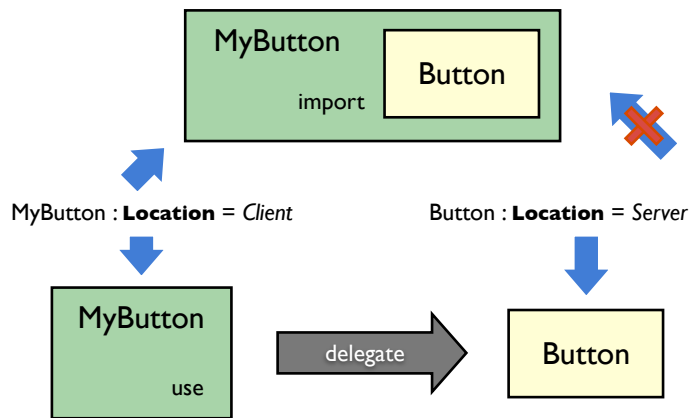 MyButton
Button
import
MyButton : Location = Client
Button : Location = Server
MyButton
use
delegate
Button